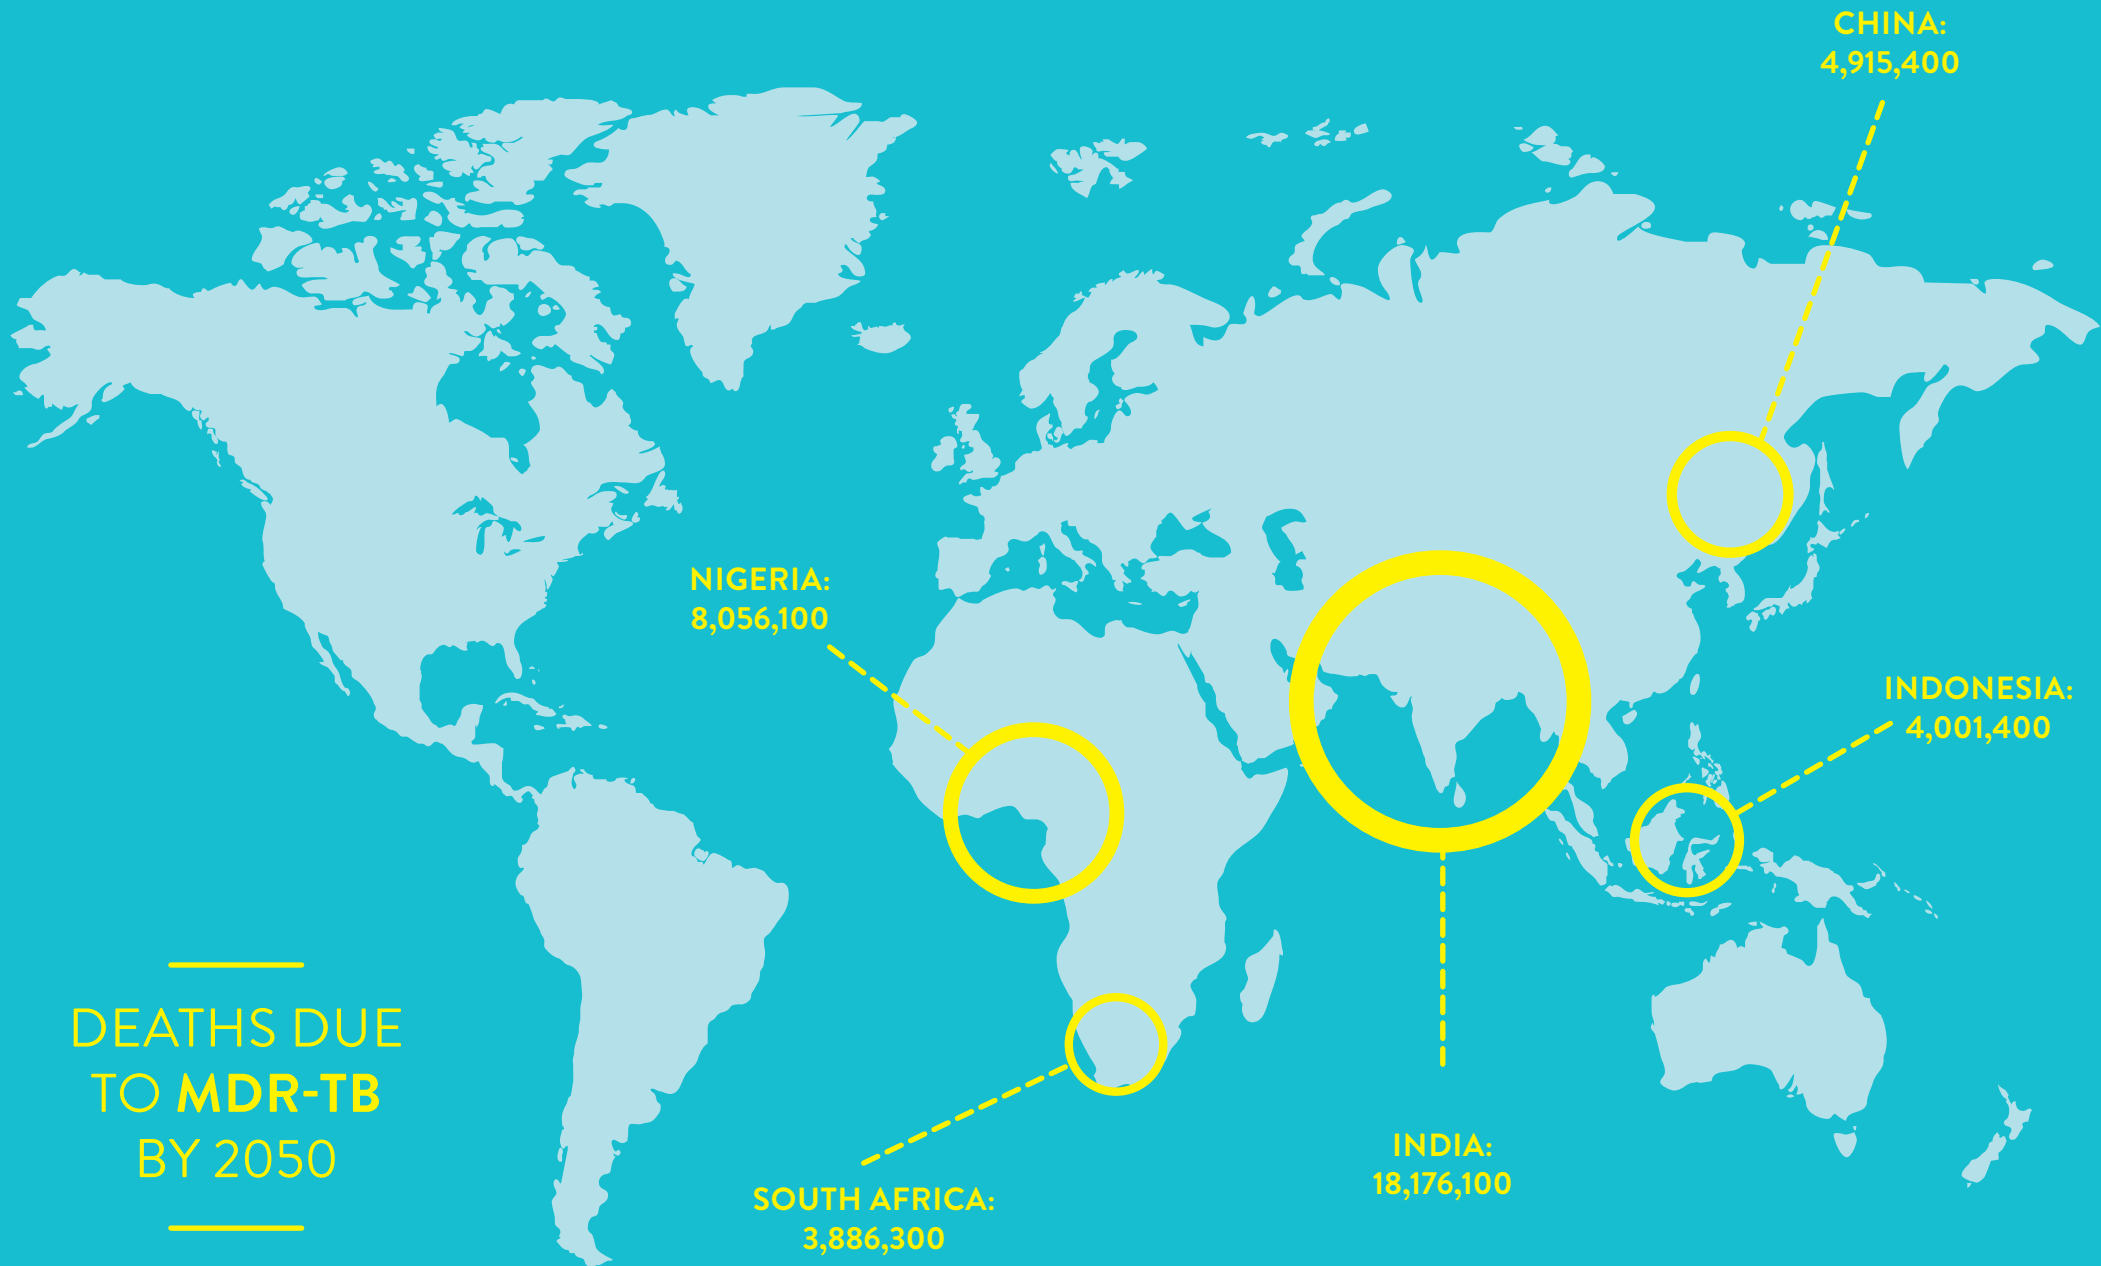 CHINA:
4,915,400
NIGERIA:
8,056,100
INDONESIA:
4,001,400
DEATHS DUE
TO MDR-TB
BY 2050
INDIA:
18,176,100
SOUTH AFRICA:
3,886,300